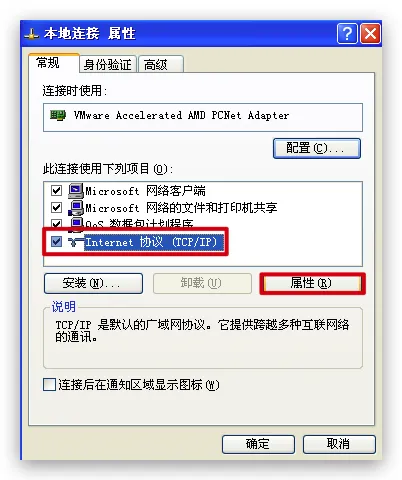 本地连接 属性
常规 身份验证 高级
连接时使用:
VMware Accelerated AMD PCNet Adapter
配置(C)...
此连接使用下列项目(O):
Microsoft 网络客户端
Microsoft 网络的文件和打印机共享
QoS 数据包计划程序
Internet 协议 (TCP/IP)
安装(N)... 卸载(U) 属性(R)
说明
TCP/IP 是默认的广域网协议。它提供跨越多种互联网络
的通讯。
连接后在通知区域显示图标(W)
确定 取消